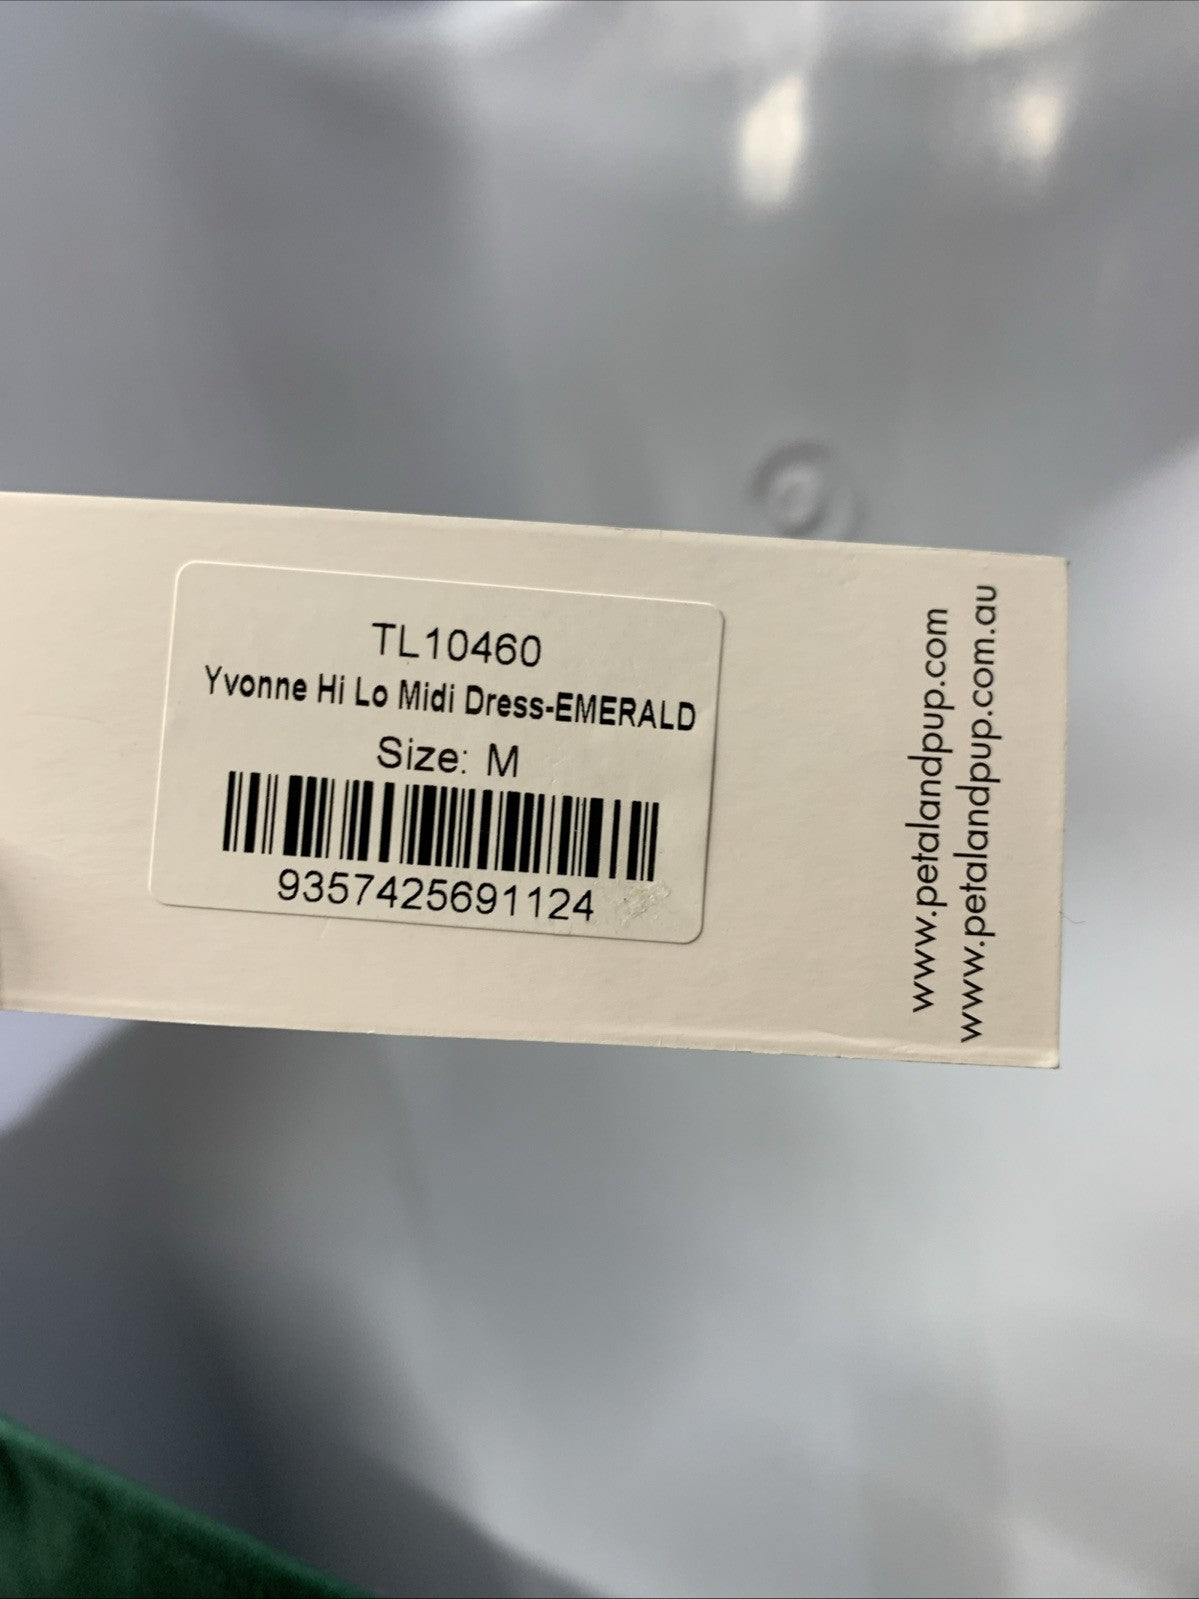 TL10460
Yvonne Hi Lo Midi Dress-EMERALD
Size: M
9357425691124
www.petalandpup.com
www.petalandpup.com.au